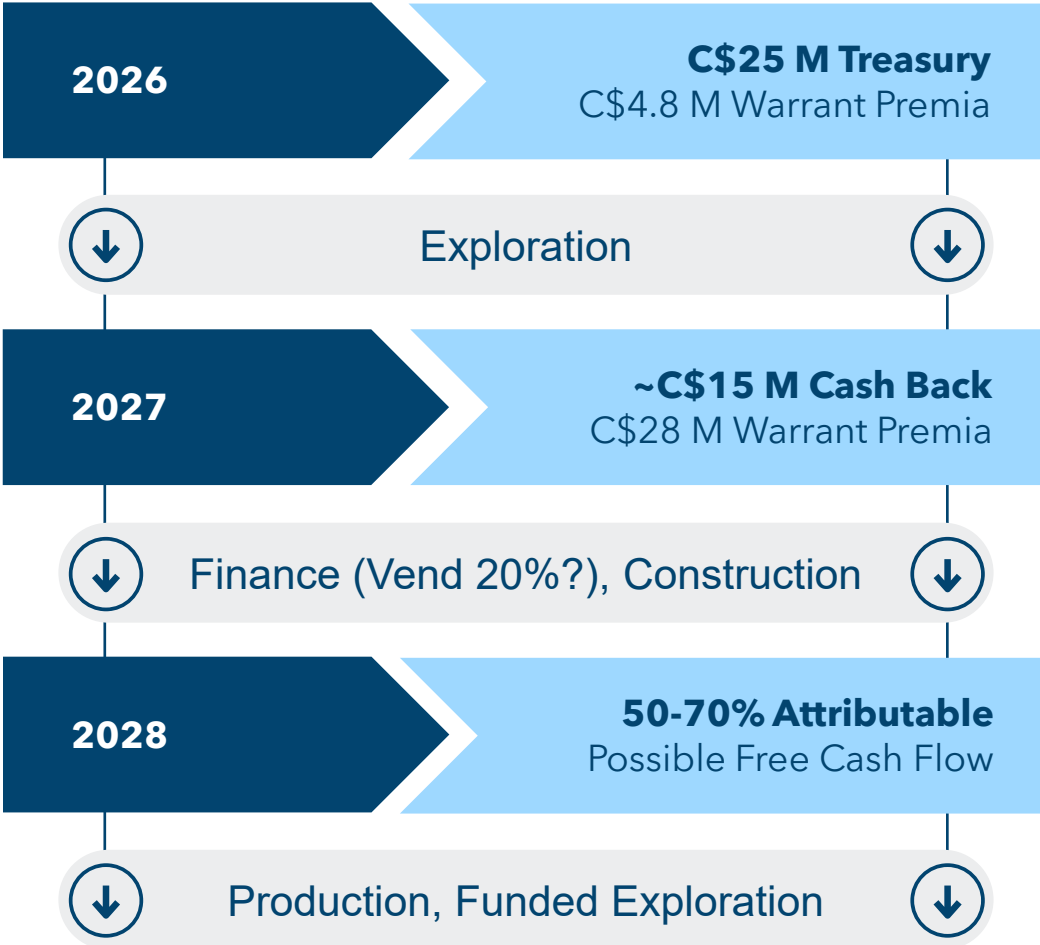 2026
C$25 M Treasury
C$4.8 M Warrant Premia
Exploration
2027
~C$15 M Cash Back
C$28 M Warrant Premia
Finance (Vend 20%?), Construction
2028
50-70% Attributable
Possible Free Cash Flow
Production, Funded Exploration